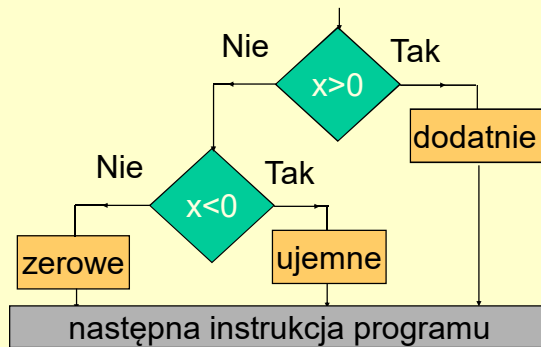 Nie
Tak
x>0
dodatnie
Nie
Tak
x<0
zerowe
ujemne
następna instrukcja programu